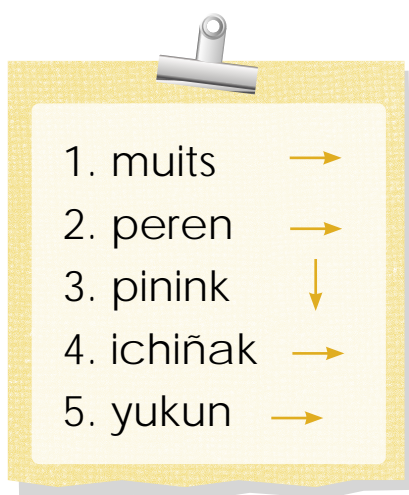 1. muits →
2. peren →
3. pinink ↓
4. ichiñak →
5. yukun →